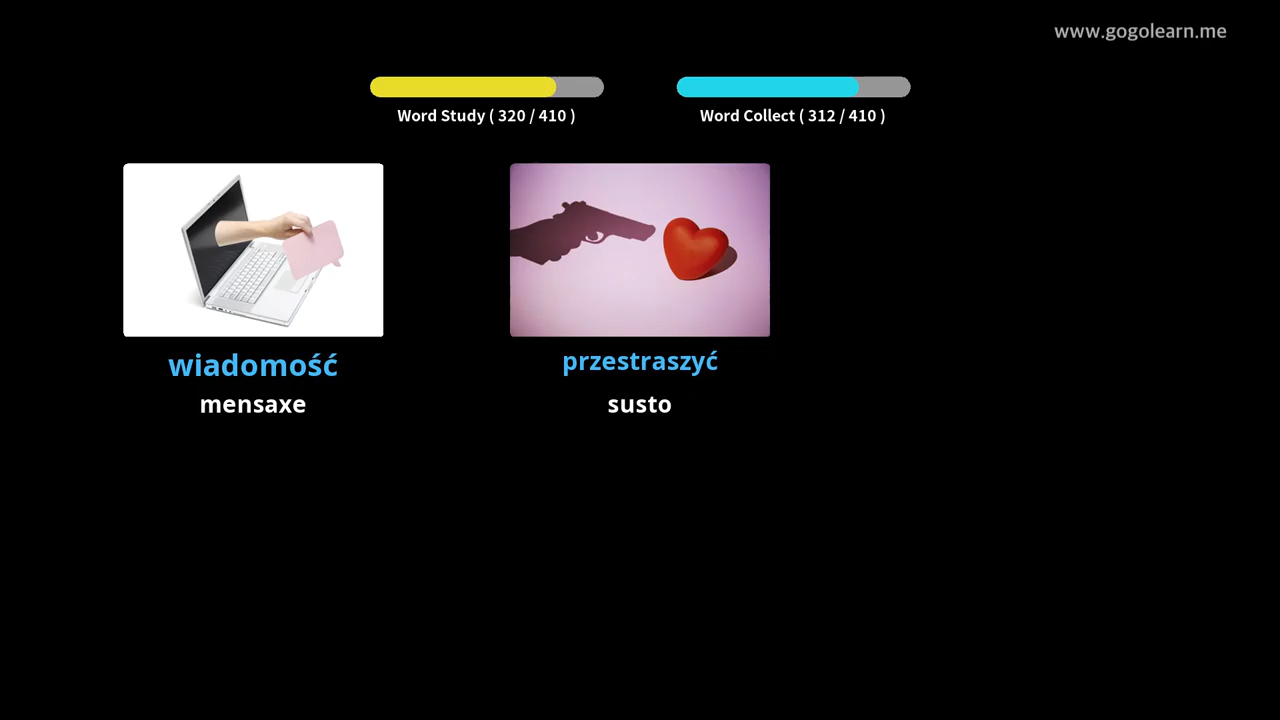 www.gogolearn.me
Word Study ( 320 / 410 )
Word Collect ( 312 / 410 )
wiadomość
mensaxe
przestraszyć
susto